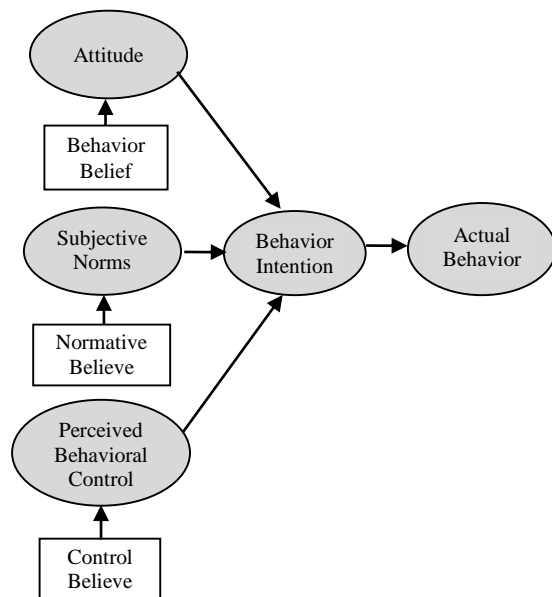 Attitude
Behavior
Belief
Subjective
Norms
Behavior
Intention
Actual
Behavior
Normative
Believe
Perceived
Behavioral
Control
Control
Believe